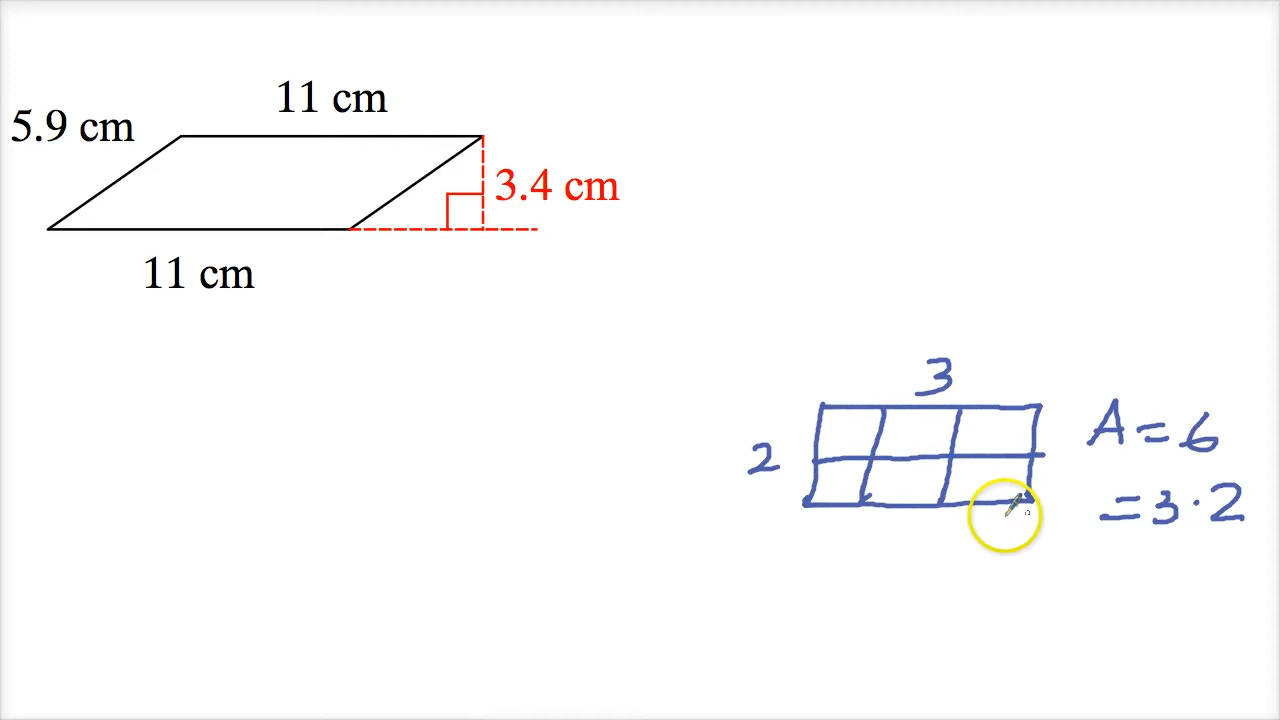 11 cm
5.9 cm
3.4 cm
11 cm
3
2
A = 6
= 3·2